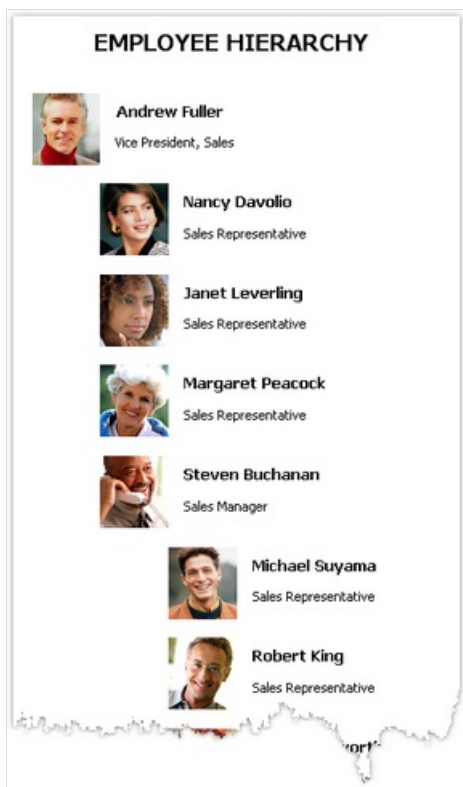 EMPLOYEE HIERARCHY
Andrew Fuller
Vice President, Sales
Nancy Davolio
Sales Representative
Janet Leverling
Sales Representative
Margaret Peacock
Sales Representative
Steven Buchanan
Sales Manager
Michael Suyama
Sales Representative
Robert King
Sales Representative